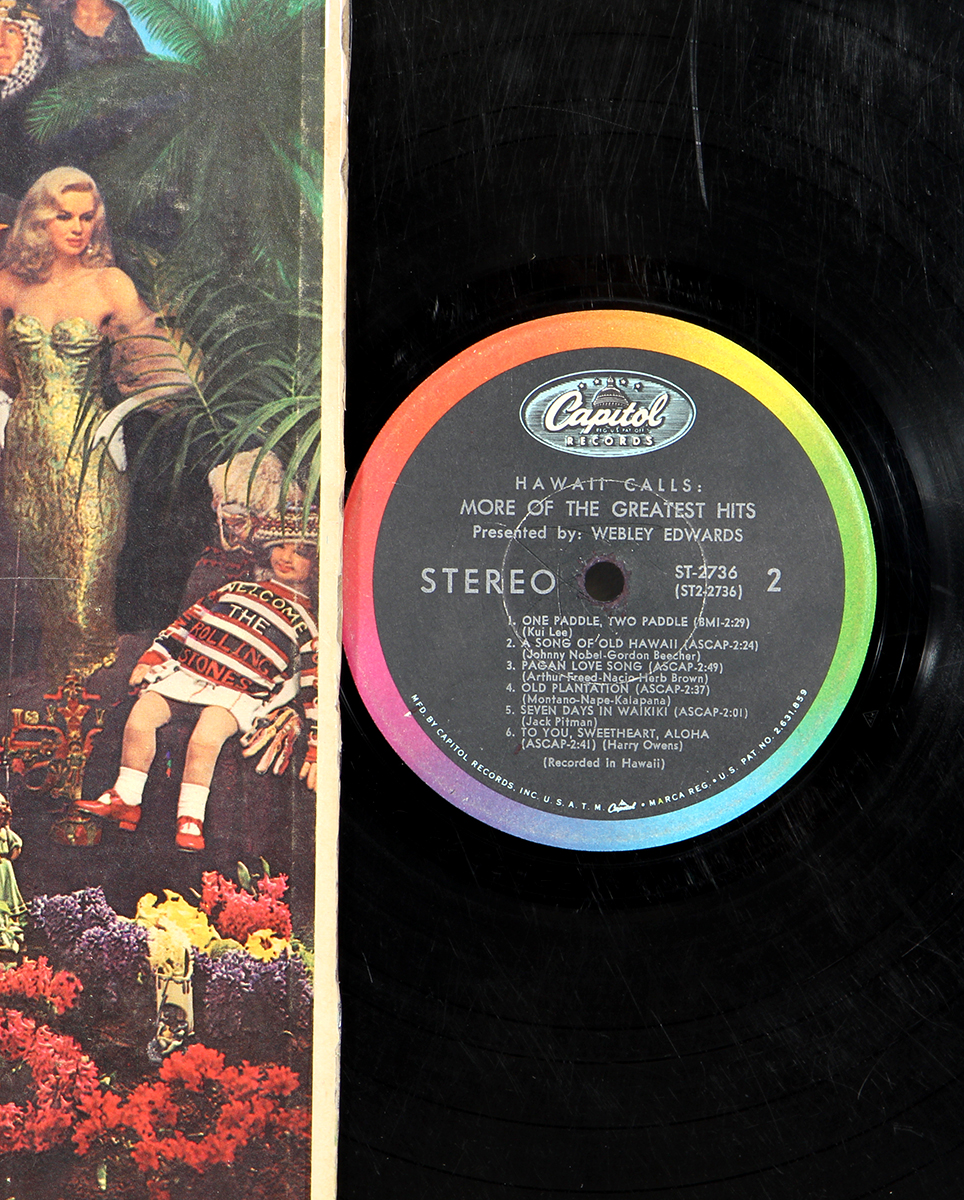 WELCOME
THE
ROLLING
STONES
Capitol
REG. U.S. PAT. OFF.
RECORDS
HAWAII CALLS:
MORE OF THE GREATEST HITS
Presented by: WEBLEY EDWARDS
STEREO
ST-2736
(ST2-2736)
2
1. ONE PADDLE, TWO PADDLE (BMI-2:29)
(Kui Lee)
2. A SONG OF OLD HAWAII (ASCAP-2:24)
(Johnny Nobel-Gordon Beecher)
3. PAGAN LOVE SONG (ASCAP-2:49)
(Arthur Freed-Nacio Herb Brown)
4. OLD PLANTATION (ASCAP-2:37)
(Montano-Nape-Kalapana)
5. SEVEN DAYS IN WAIKIKI (ASCAP-2:01)
(Jack Pitman)
6. TO YOU, SWEETHEART, ALOHA
(ASCAP-2:41) (Harry Owens)
(Recorded in Hawaii)
MFD. BY CAPITOL RECORDS, INC. U.S.A. T.M. Capitol • MARCA REG. • U.S. PAT. NO. 2,631,859